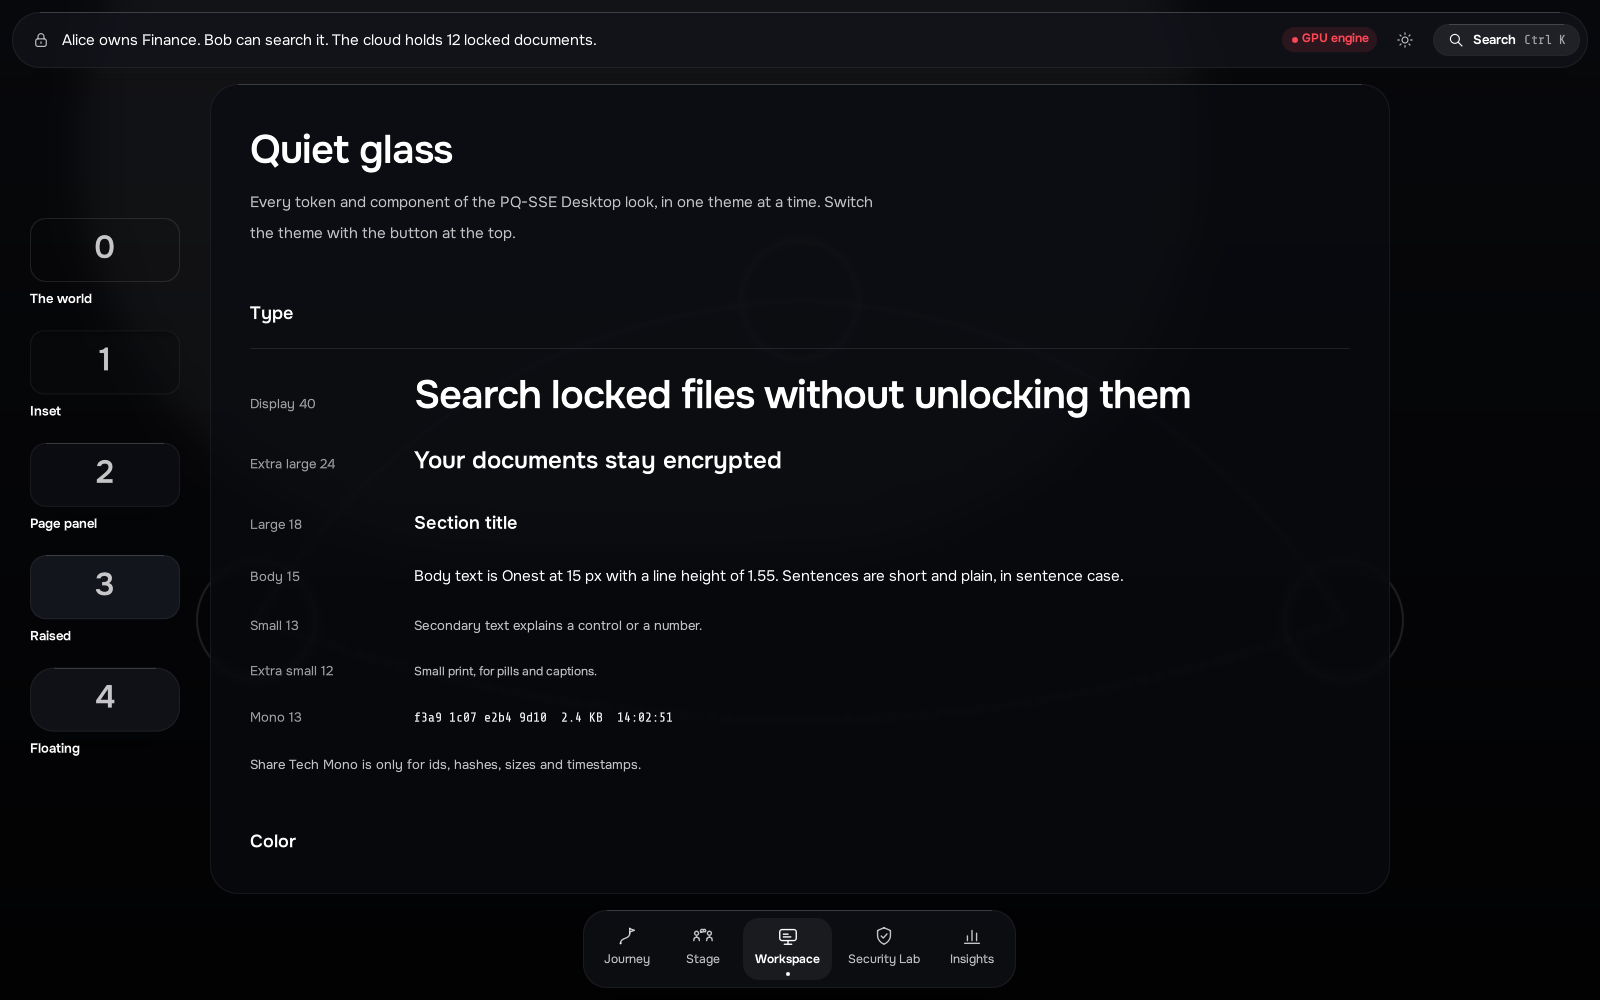 Alice owns Finance. Bob can search it. The cloud holds 12 locked documents.
GPU engine
Search Ctrl K
0
The world
1
Inset
2
Page panel
3
Raised
4
Floating
Quiet glass
Every token and component of the PQ-SSE Desktop look, in one theme at a time. Switch
the theme with the button at the top.
Type
Display 40 Search locked files without unlocking them
Extra large 24 Your documents stay encrypted
Large 18 Section title
Body 15 Body text is Onest at 15 px with a line height of 1.55. Sentences are short and plain, in sentence case.
Small 13 Secondary text explains a control or a number.
Extra small 12 Small print, for pills and captions.
Mono 13 f3a9 1c07 e2b4 9d10 2.4 KB 14:02:51
Share Tech Mono is only for ids, hashes, sizes and timestamps.
Color
Journey
Stage
Workspace
Security Lab
Insights